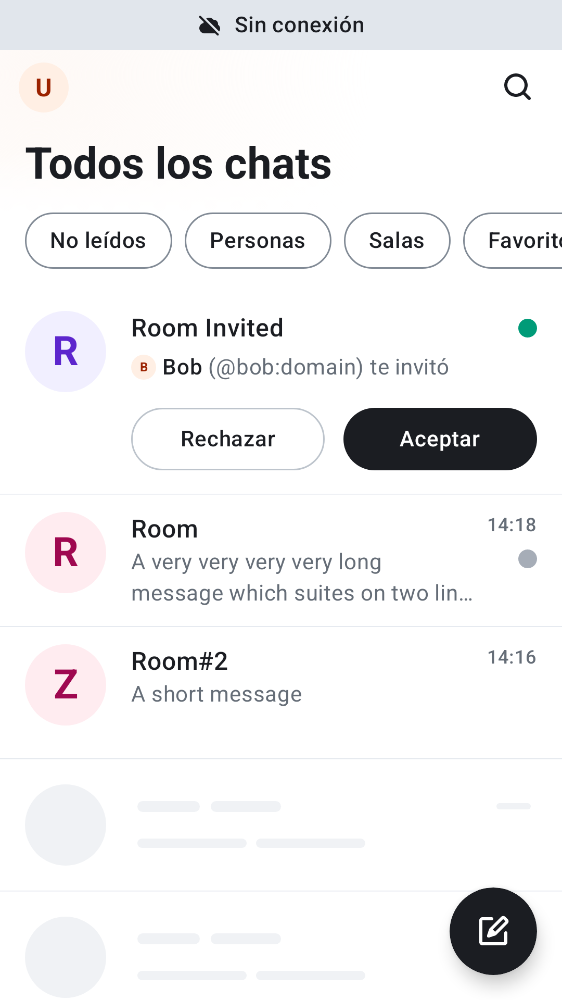 Sin conexión
U
Todos los chats
No leídos
Personas
Salas
Favorit
R
Room Invited
B
Bob (@bob:domain) te invitó
Rechazar
Aceptar
R
Room
14:18
A very very very very long
message which suites on two lin…
Z
Room#2
14:16
A short message